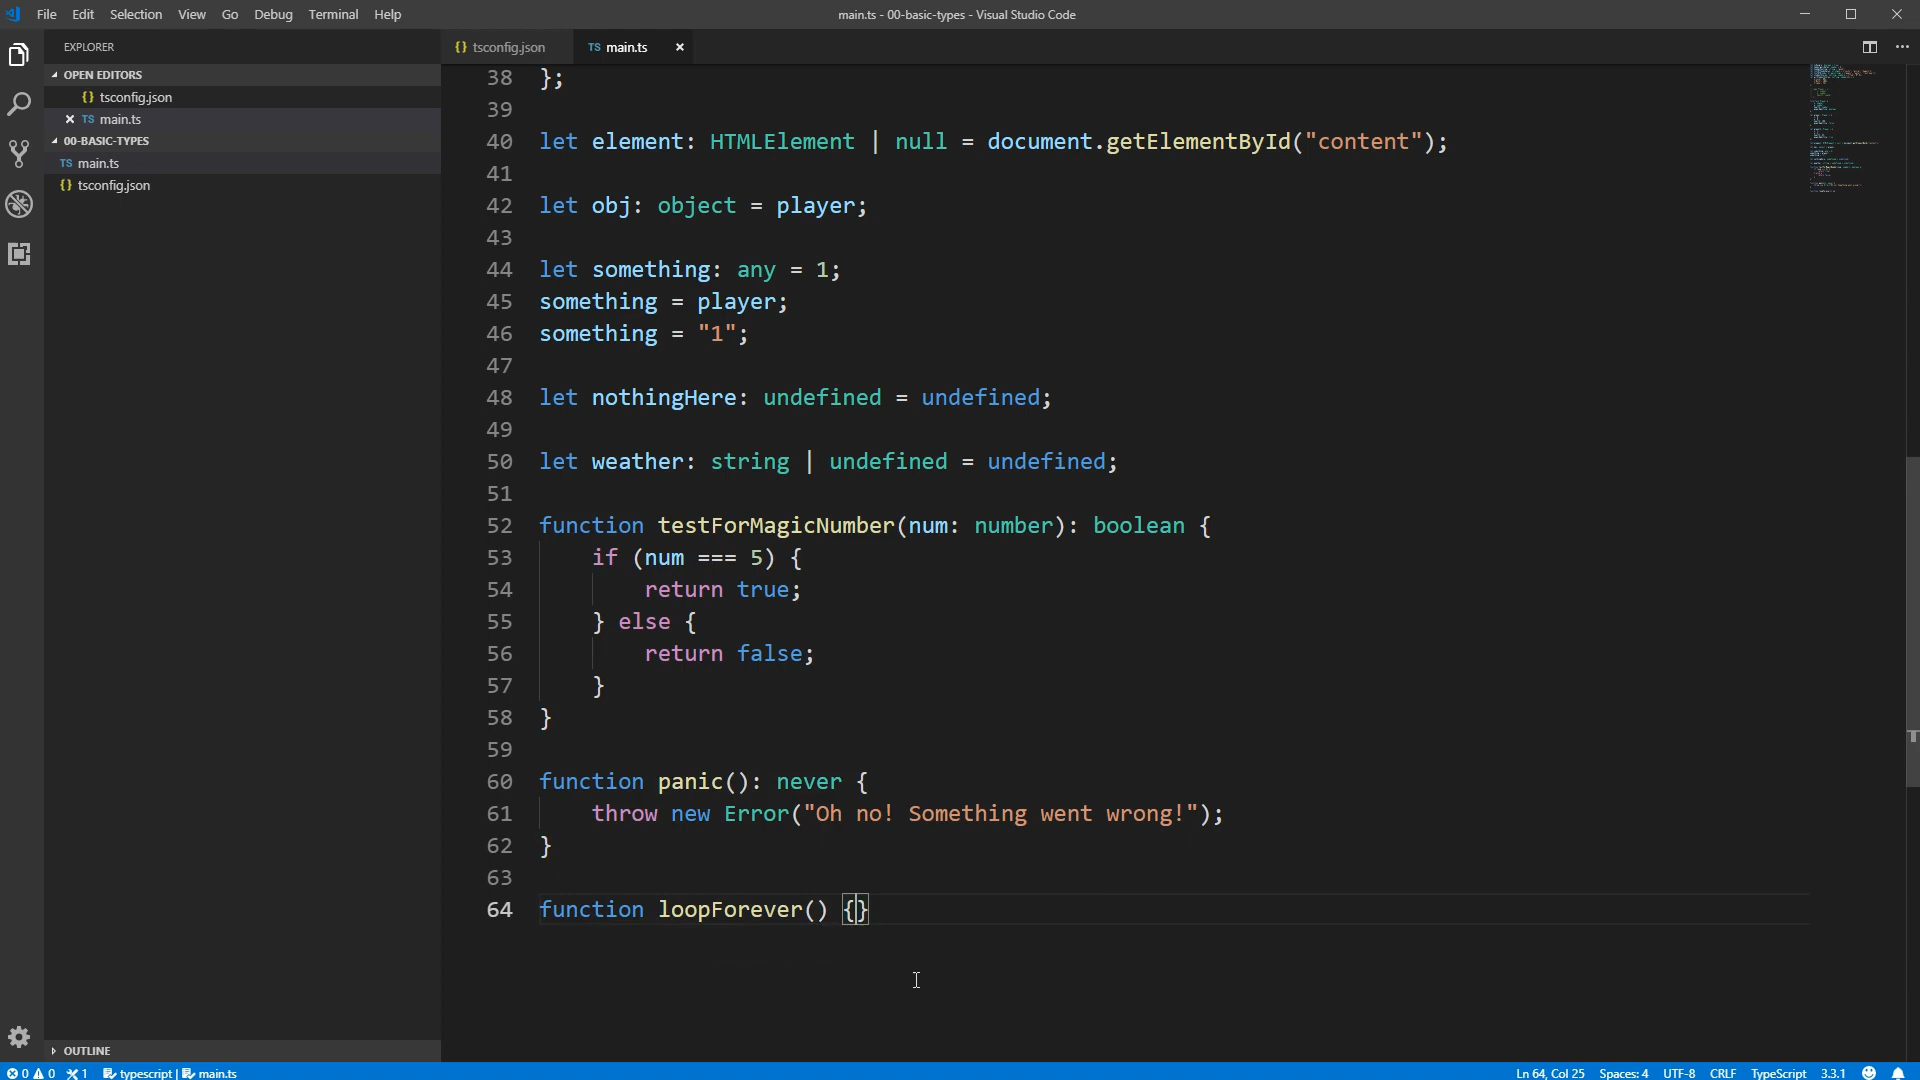 File Edit Selection View Go Debug Terminal Help
main.ts - 00-basic-types - Visual Studio Code
EXPLORER
OPEN EDITORS
{} tsconfig.json
× TS main.ts
00-BASIC-TYPES
TS main.ts
{} tsconfig.json
OUTLINE
{} tsconfig.json TS main.ts ×
38 };
39
40 let element: HTMLElement | null = document.getElementById("content");
41
42 let obj: object = player;
43
44 let something: any = 1;
45 something = player;
46 something = "1";
47
48 let nothingHere: undefined = undefined;
49
50 let weather: string | undefined = undefined;
51
52 function testForMagicNumber(num: number): boolean {
53 if (num === 5) {
54 return true;
55 } else {
56 return false;
57 }
58 }
59
60 function panic(): never {
61 throw new Error("Oh no! Something went wrong!");
62 }
63
64 function loopForever() {}
0 0 1 typescript | main.ts Ln 64, Col 25 Spaces: 4 UTF-8 CRLF TypeScript 3.3.1